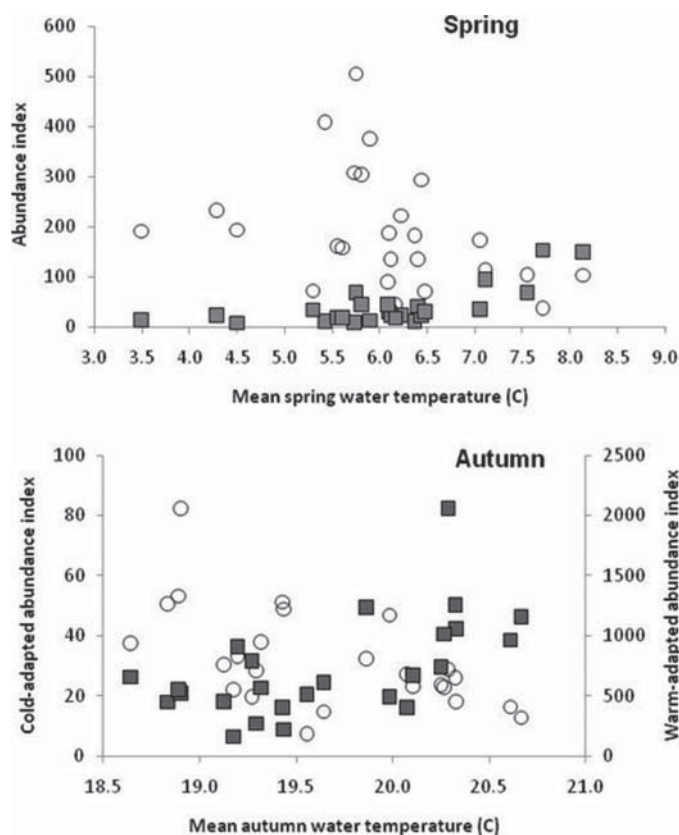 Spring
Abundance index
600
500
400
300
200
100
0
3.0 3.5 4.0 4.5 5.0 5.5 6.0 6.5 7.0 7.5 8.0 8.5 9.0
Mean spring water temperature (C)
Autumn
Cold-adapted abundance index
100
80
60
40
20
0
2500
2000
1500
1000
500
0
Warm-adapted abundance index
18.5 19.0 19.5 20.0 20.5 21.0
Mean autumn water temperature (C)